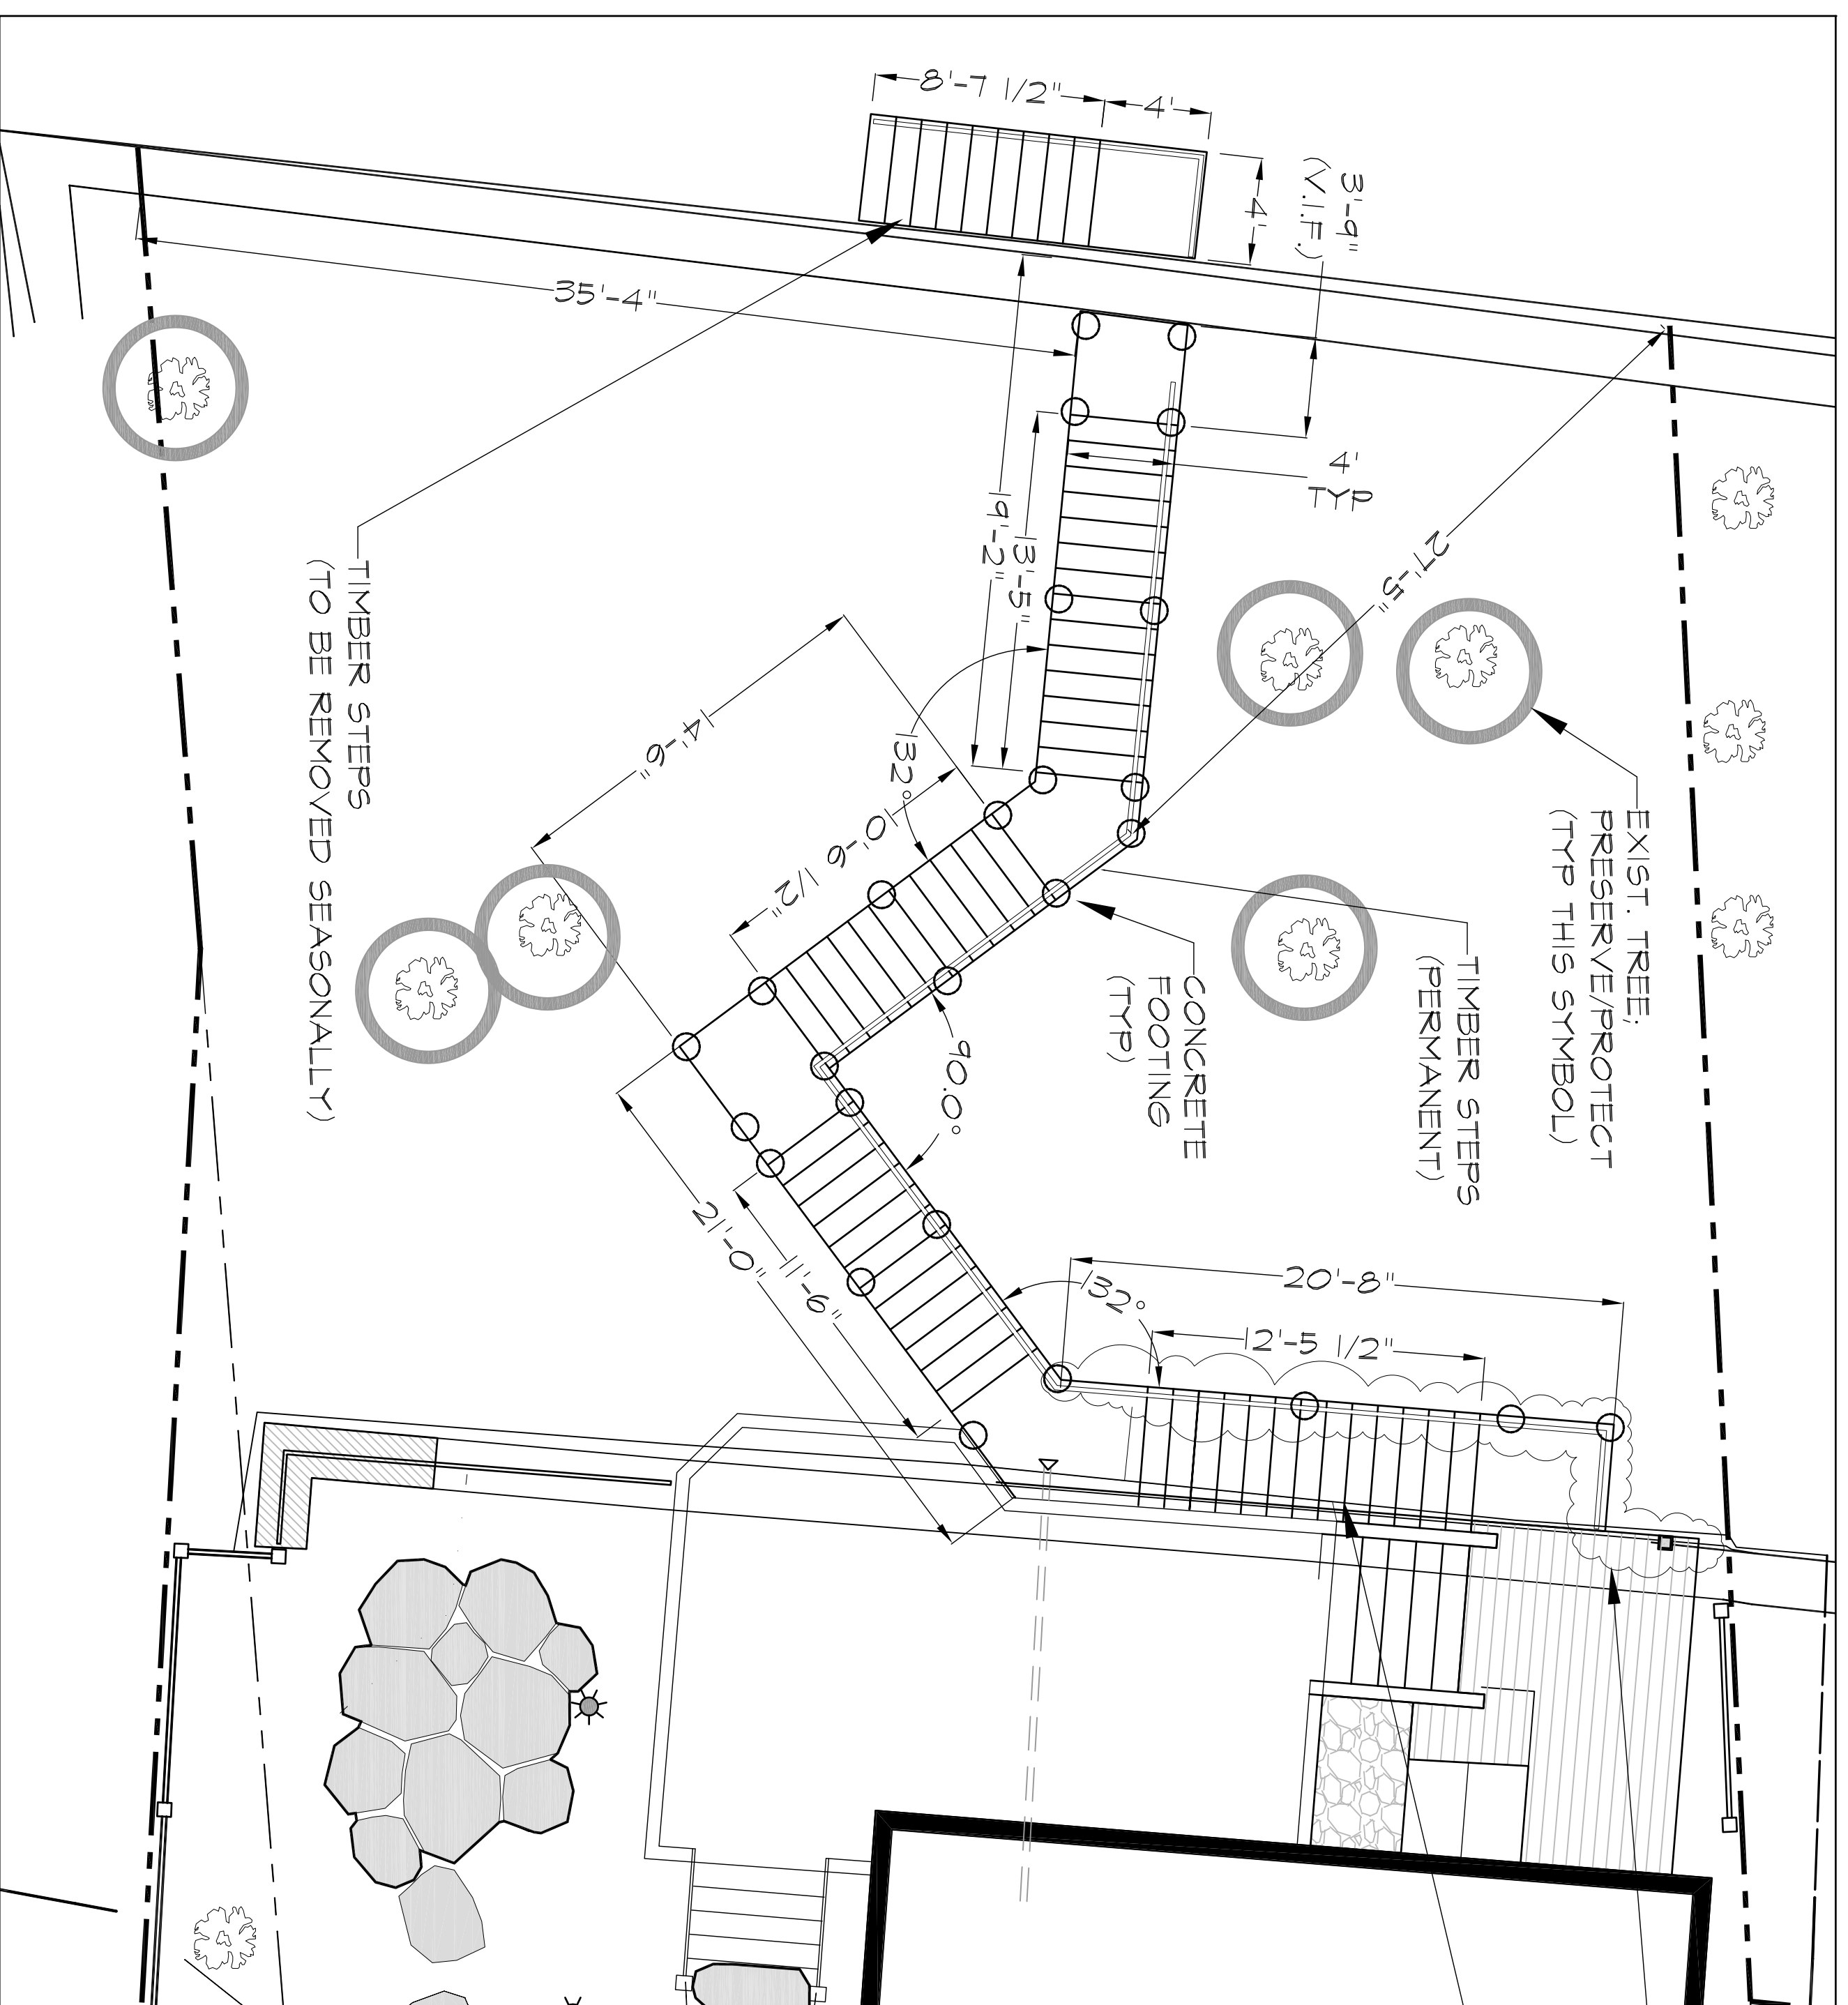 8'-7 1/2"
4'
4'
3'-9"
(V.I.F.)
35'-4"
4'
TYP
19'-2"
13'-5"
27'-5"
132°
14'-6"
10'-6 1/2"
TIMBER STEPS
(TO BE REMOVED SEASONALLY)
EXIST. TREE;
PRESERVE/PROTECT
(TYP THIS SYMBOL)
TIMBER STEPS
(PERMANENT)
CONCRETE
FOOTING
(TYP)
90.0°
21'-0"
11'-6"
132°
20'-8"
12'-5 1/2"